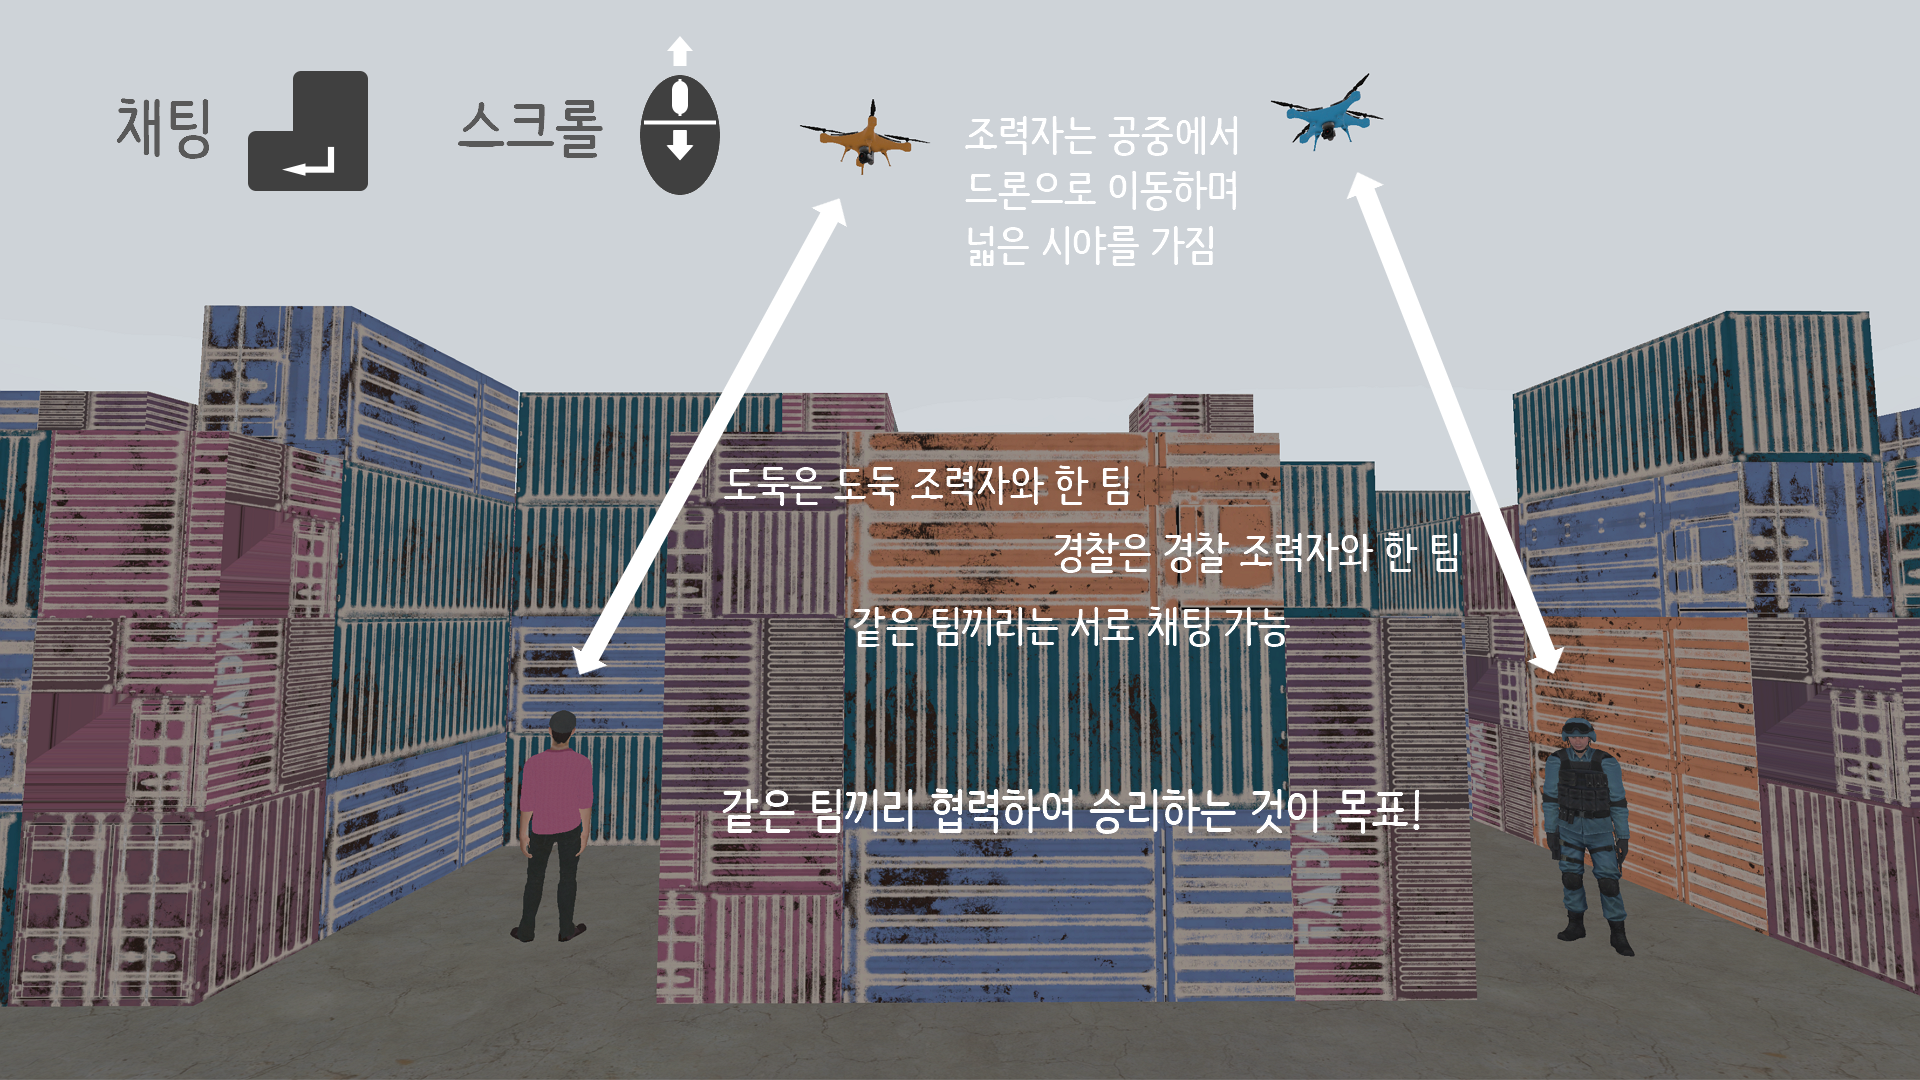 채팅
스크롤
조력자는 공중에서
드론으로 이동하며
넓은 시야를 가짐
도둑은 도둑 조력자와 한 팀
경찰은 경찰 조력자와 한 팀
같은 팀끼리는 서로 채팅 가능
같은 팀끼리 협력하여 승리하는 것이 목표!